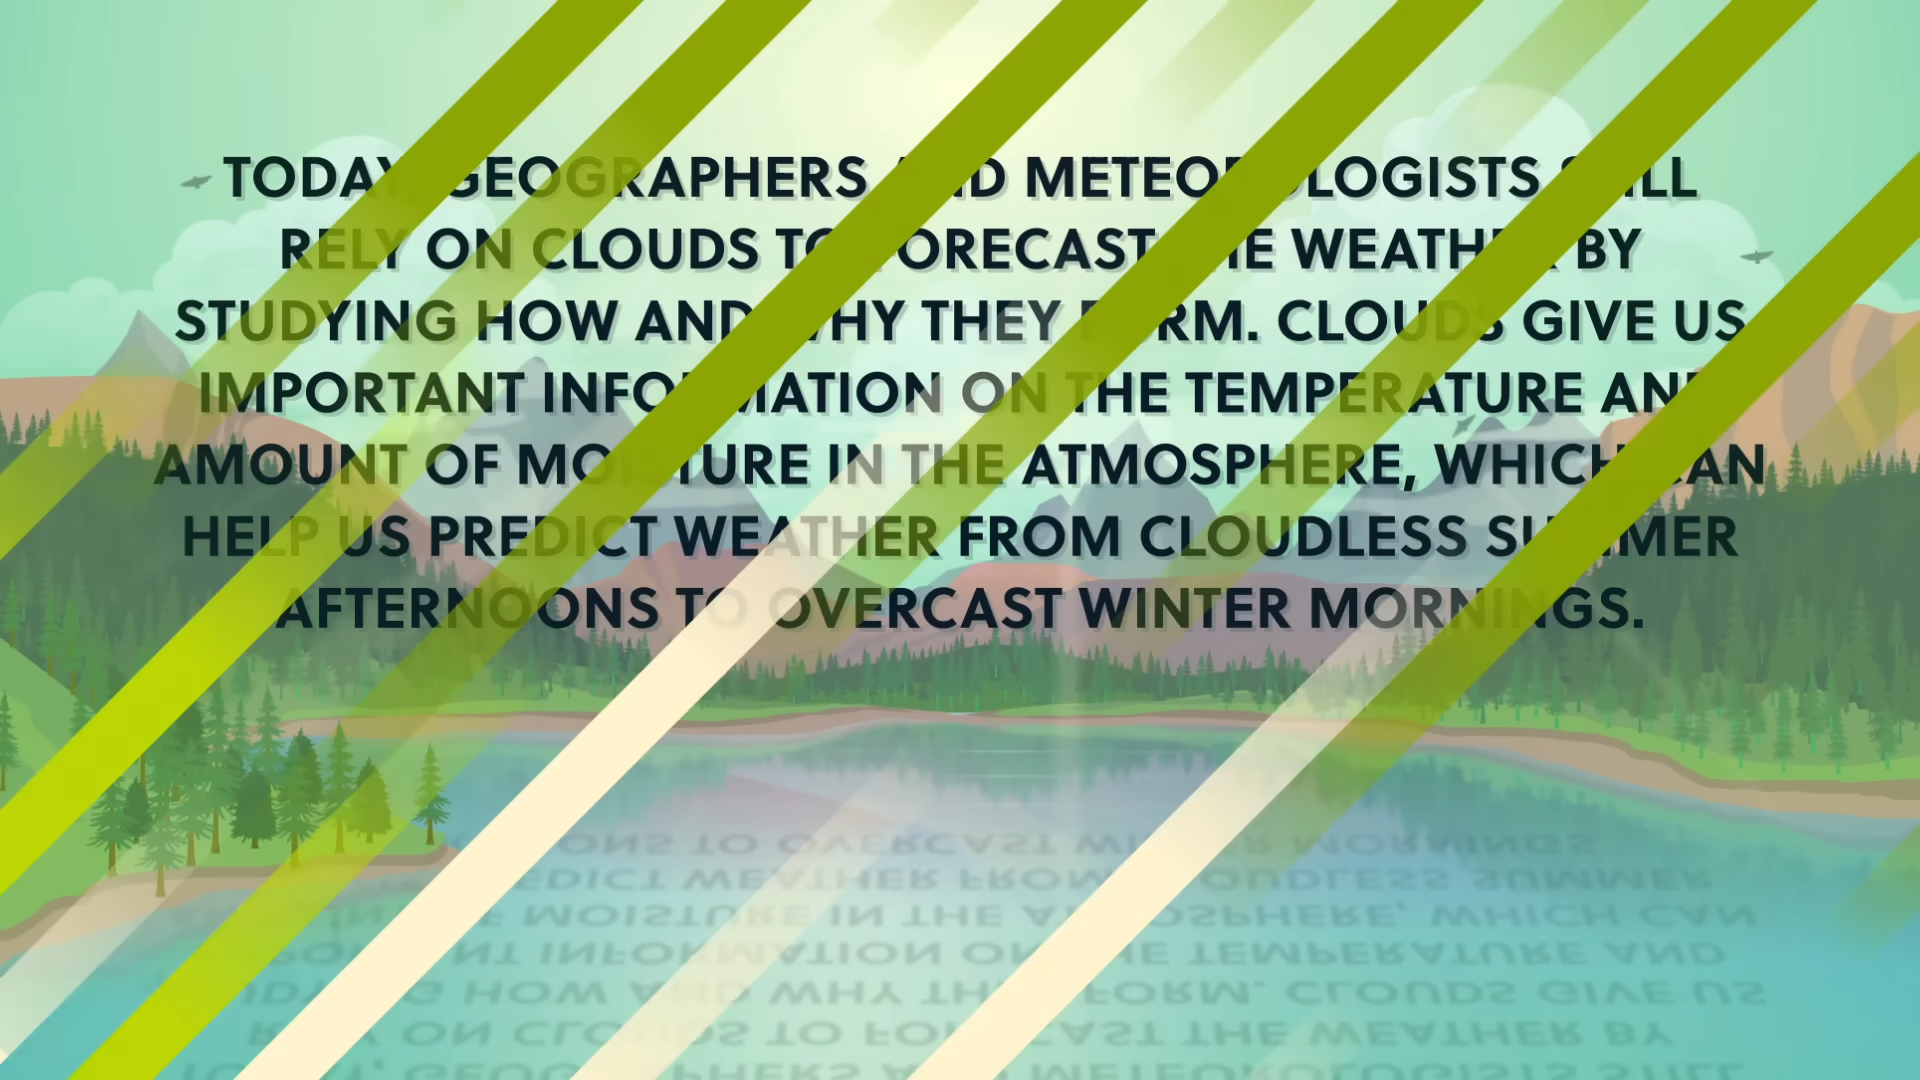 TODAY, GEOGRAPHERS AND METEOROLOGISTS STILL
RELY ON CLOUDS TO FORECAST THE WEATHER BY
STUDYING HOW AND WHY THEY FORM. CLOUDS GIVE US
IMPORTANT INFORMATION ON THE TEMPERATURE AND
AMOUNT OF MOISTURE IN THE ATMOSPHERE, WHICH CAN
HELP US PREDICT WEATHER FROM CLOUDLESS SUMMER
AFTERNOONS TO OVERCAST WINTER MORNINGS.